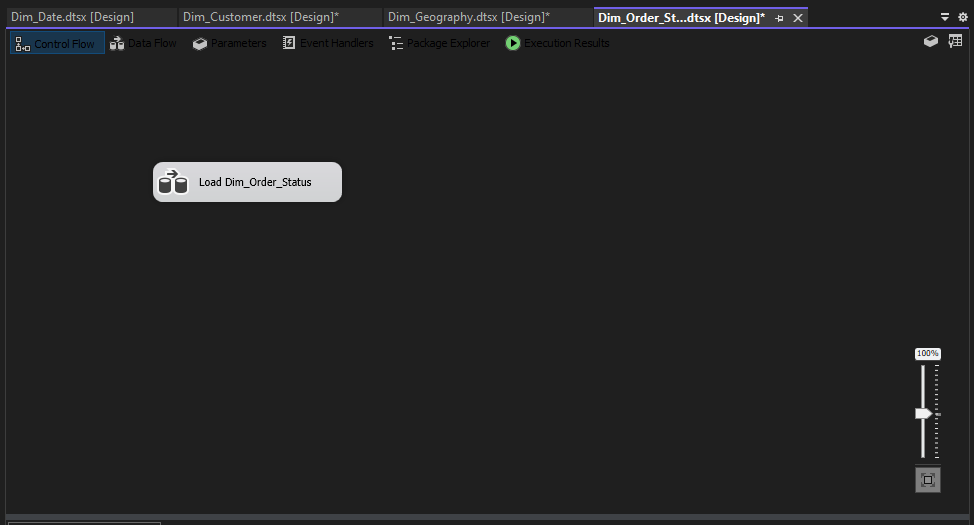 Dim_Date.dtsx [Design] Dim_Customer.dtsx [Design]* Dim_Geography.dtsx [Design]* Dim_Order_St...dtsx [Design]*
Control Flow Data Flow Parameters Event Handlers Package Explorer Execution Results
Load Dim_Order_Status
100%